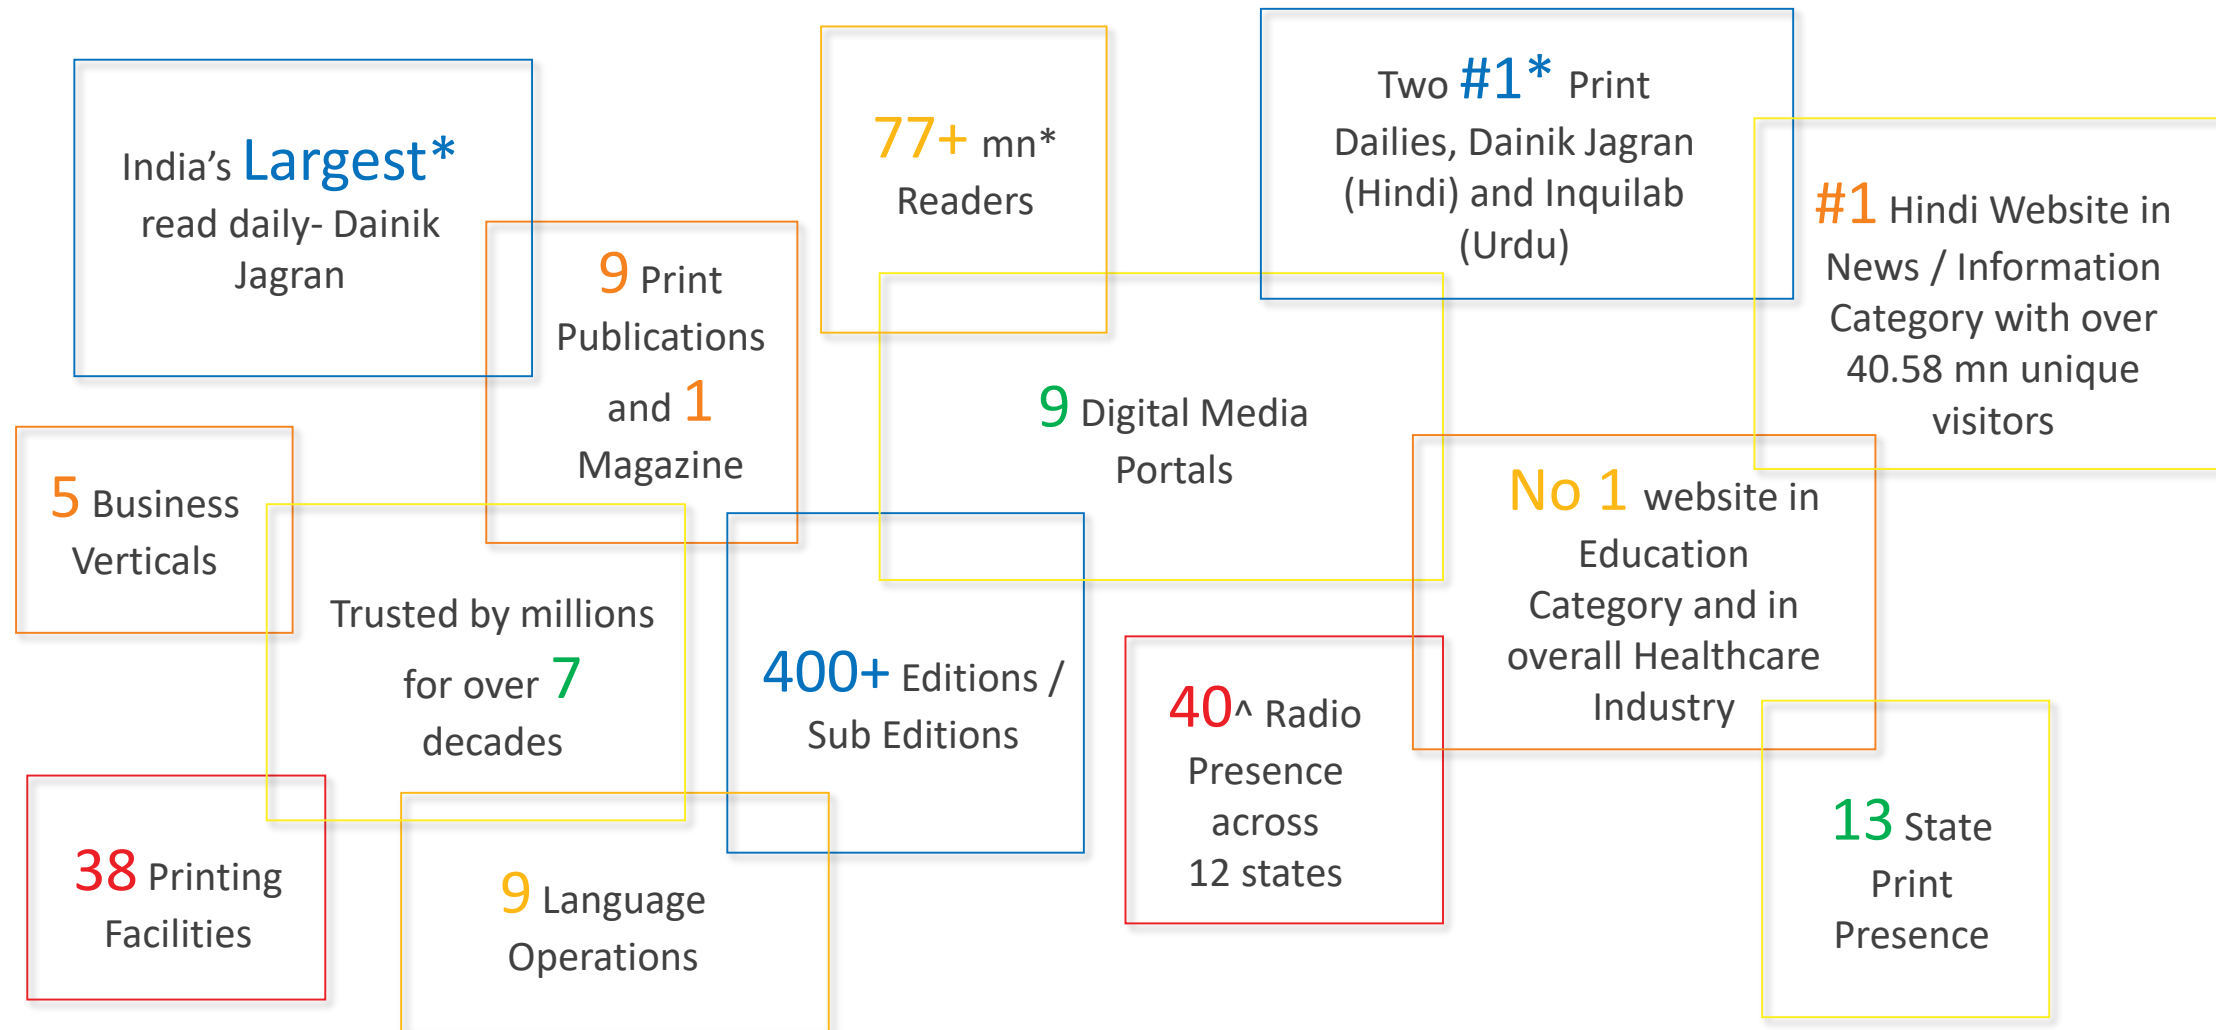 India’s Largest*
read daily- Dainik
Jagran
9 Print
Publications
and 1
Magazine
77+ mn*
Readers
Two #1* Print
Dailies, Dainik Jagran
(Hindi) and Inquilab
(Urdu)
#1 Hindi Website in
News / Information
Category with over
40.58 mn unique
visitors
5 Business
Verticals
Trusted by millions
for over 7
decades
9 Digital Media
Portals
No 1 website in
Education
Category and in
overall Healthcare
Industry
400+ Editions /
Sub Editions
40^ Radio
Presence
across
12 states
13 State
Print
Presence
38 Printing
Facilities
9 Language
Operations